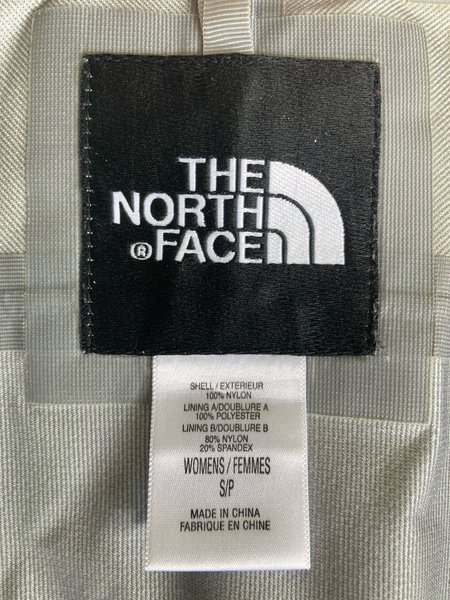 THE
NORTH
®FACE
SHELL / EXTERIEUR
100% NYLON
LINING A/DOUBLURE A
100% POLYESTER
LINING B/DOUBLURE B
80% NYLON
20% SPANDEX
WOMENS / FEMMES
S/P
MADE IN CHINA
FABRIQUE EN CHINE